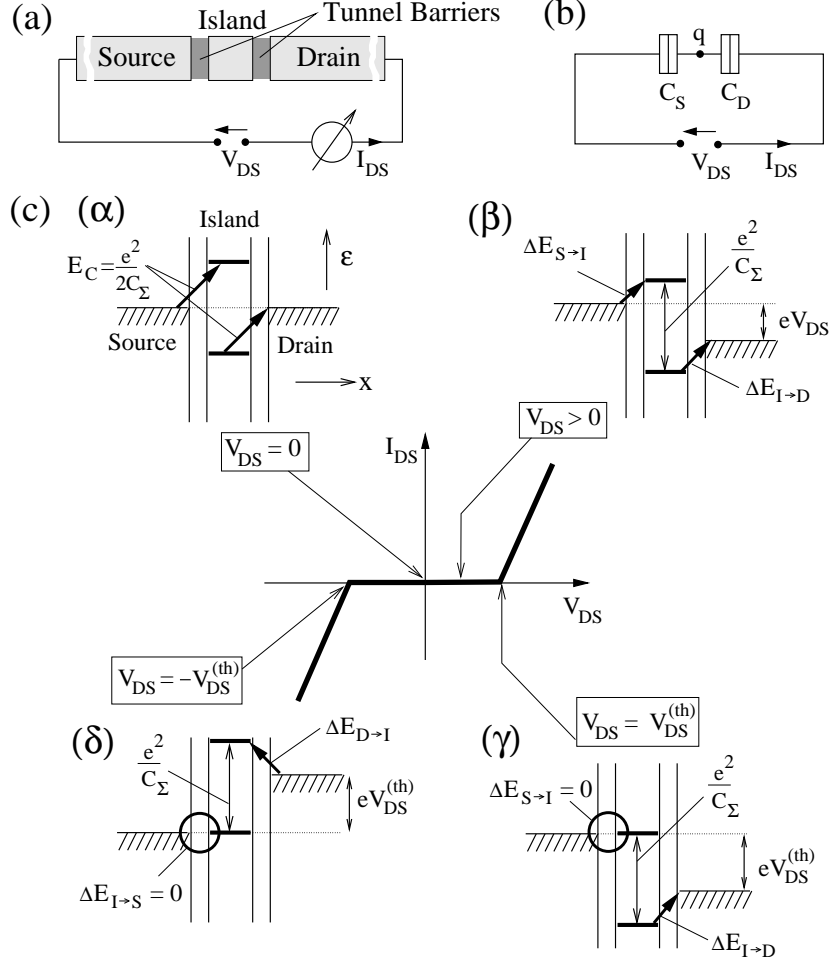 (a)
Island
Tunnel Barriers
Source
Drain
V_DS
I_DS
(b)
q
C_S
C_D
V_DS
I_DS
(c)
(α)
Island
E_C = e^2/2C_Σ
ε
Source
Drain
x
(β)
ΔE_S→I
e^2/C_Σ
eV_DS
ΔE_I→D
V_DS = 0
I_DS
V_DS > 0
V_DS
V_DS = −V_DS^(th)
V_DS = V_DS^(th)
(δ)
ΔE_D→I
e^2/C_Σ
eV_DS^(th)
ΔE_I→S = 0
(γ)
ΔE_S→I = 0
e^2/C_Σ
eV_DS^(th)
ΔE_I→D